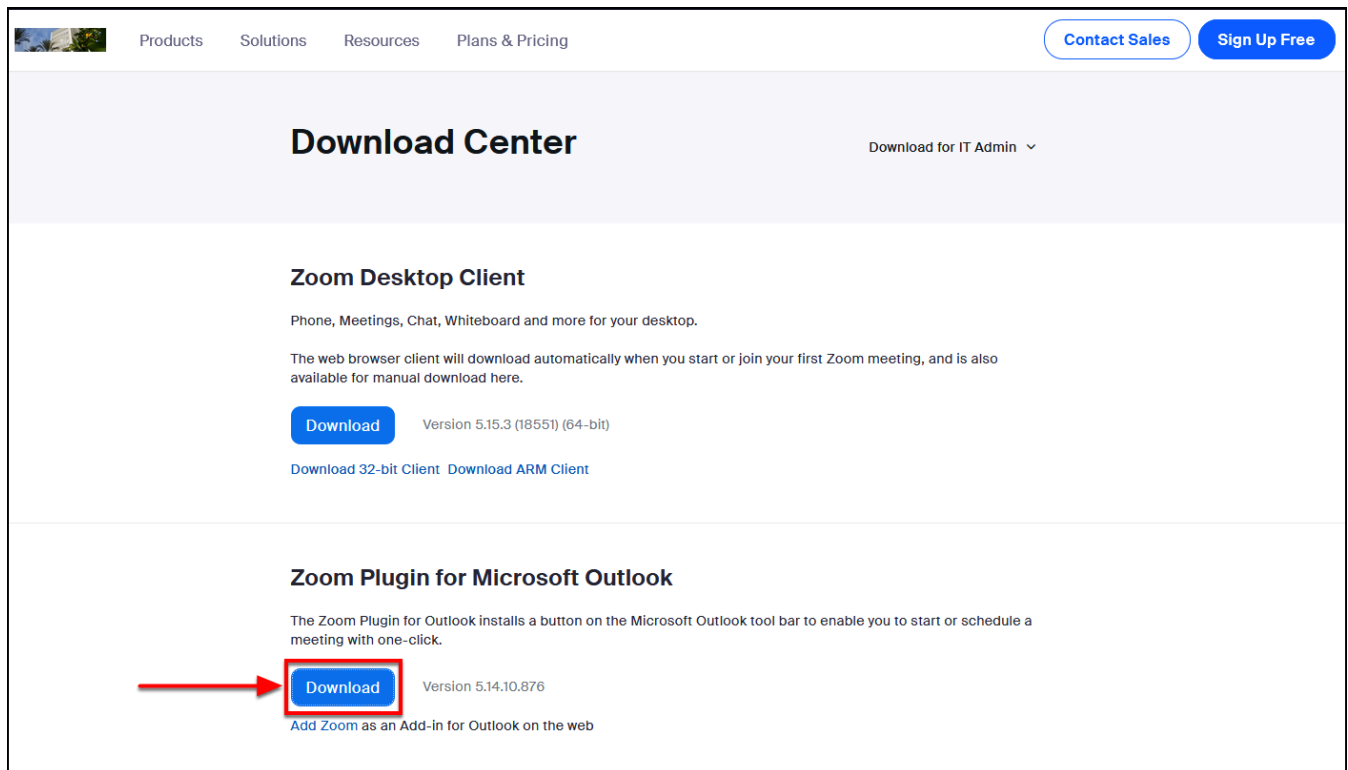 Products Solutions Resources Plans & Pricing Contact Sales Sign Up Free
Download Center
Download for IT Admin
Zoom Desktop Client
Phone, Meetings, Chat, Whiteboard and more for your desktop.
The web browser client will download automatically when you start or join your first Zoom meeting, and is also
available for manual download here.
Download Version 5.15.3 (18551) (64-bit)
Download 32-bit Client Download ARM Client
Zoom Plugin for Microsoft Outlook
The Zoom Plugin for Outlook installs a button on the Microsoft Outlook tool bar to enable you to start or schedule a
meeting with one-click.
Download Version 5.14.10.876
Add Zoom as an Add-in for Outlook on the web